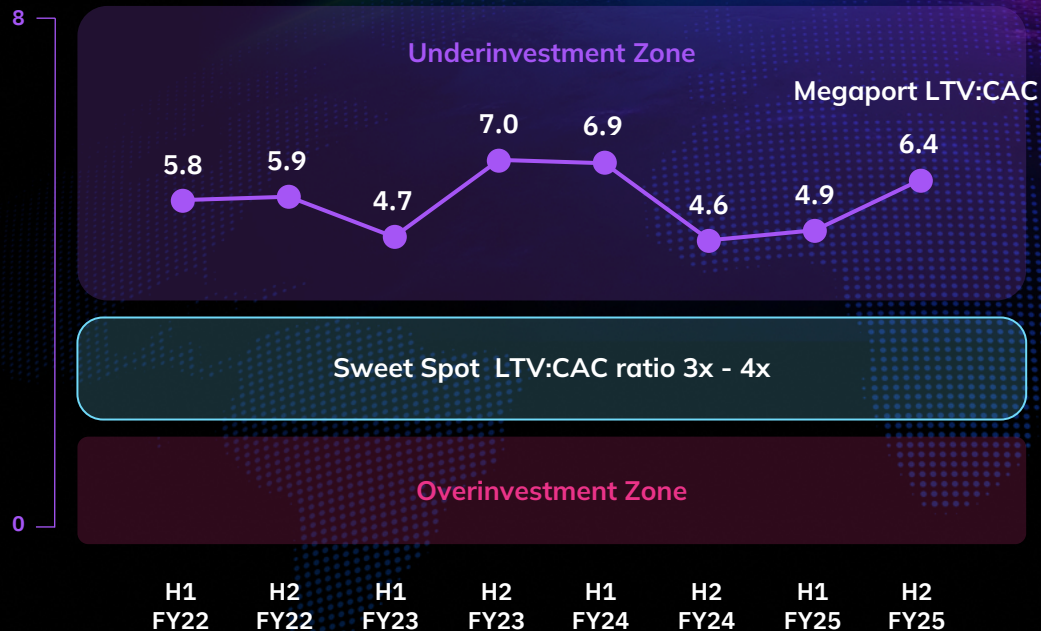 8
Underinvestment Zone
Megaport LTV:CAC
5.8
5.9
4.7
7.0
6.9
4.6
4.9
6.4
Sweet Spot LTV:CAC ratio 3x - 4x
Overinvestment Zone
0
H1 FY22
H2 FY22
H1 FY23
H2 FY23
H1 FY24
H2 FY24
H1 FY25
H2 FY25